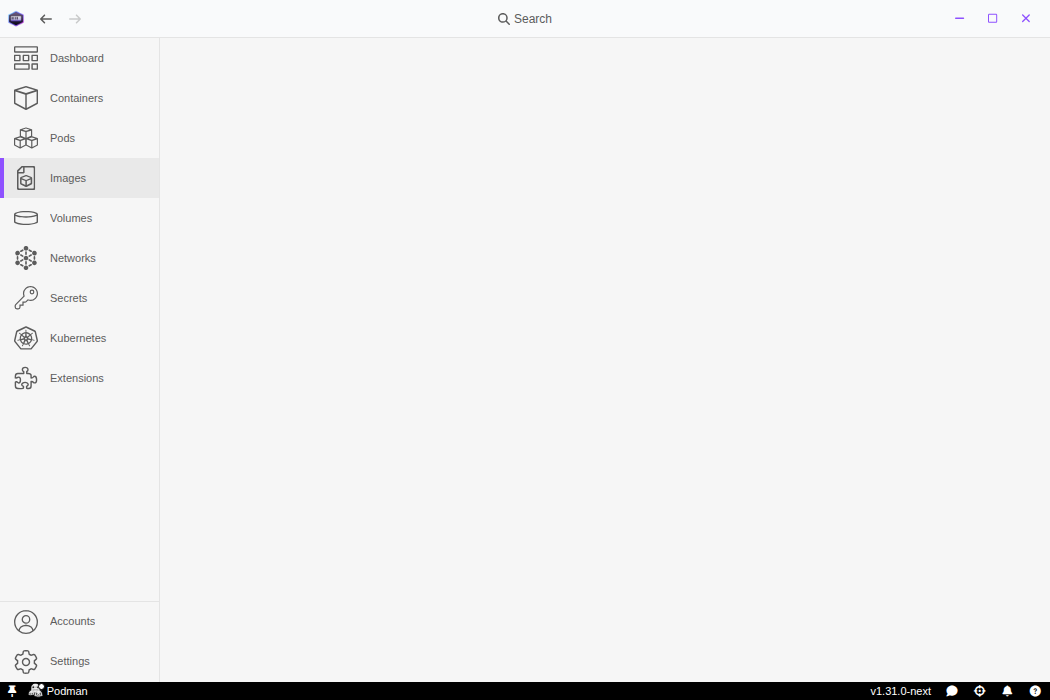 Search
Dashboard
Containers
Pods
Images
Volumes
Networks
Secrets
Kubernetes
Extensions
Accounts
Settings
Podman
v1.31.0-next